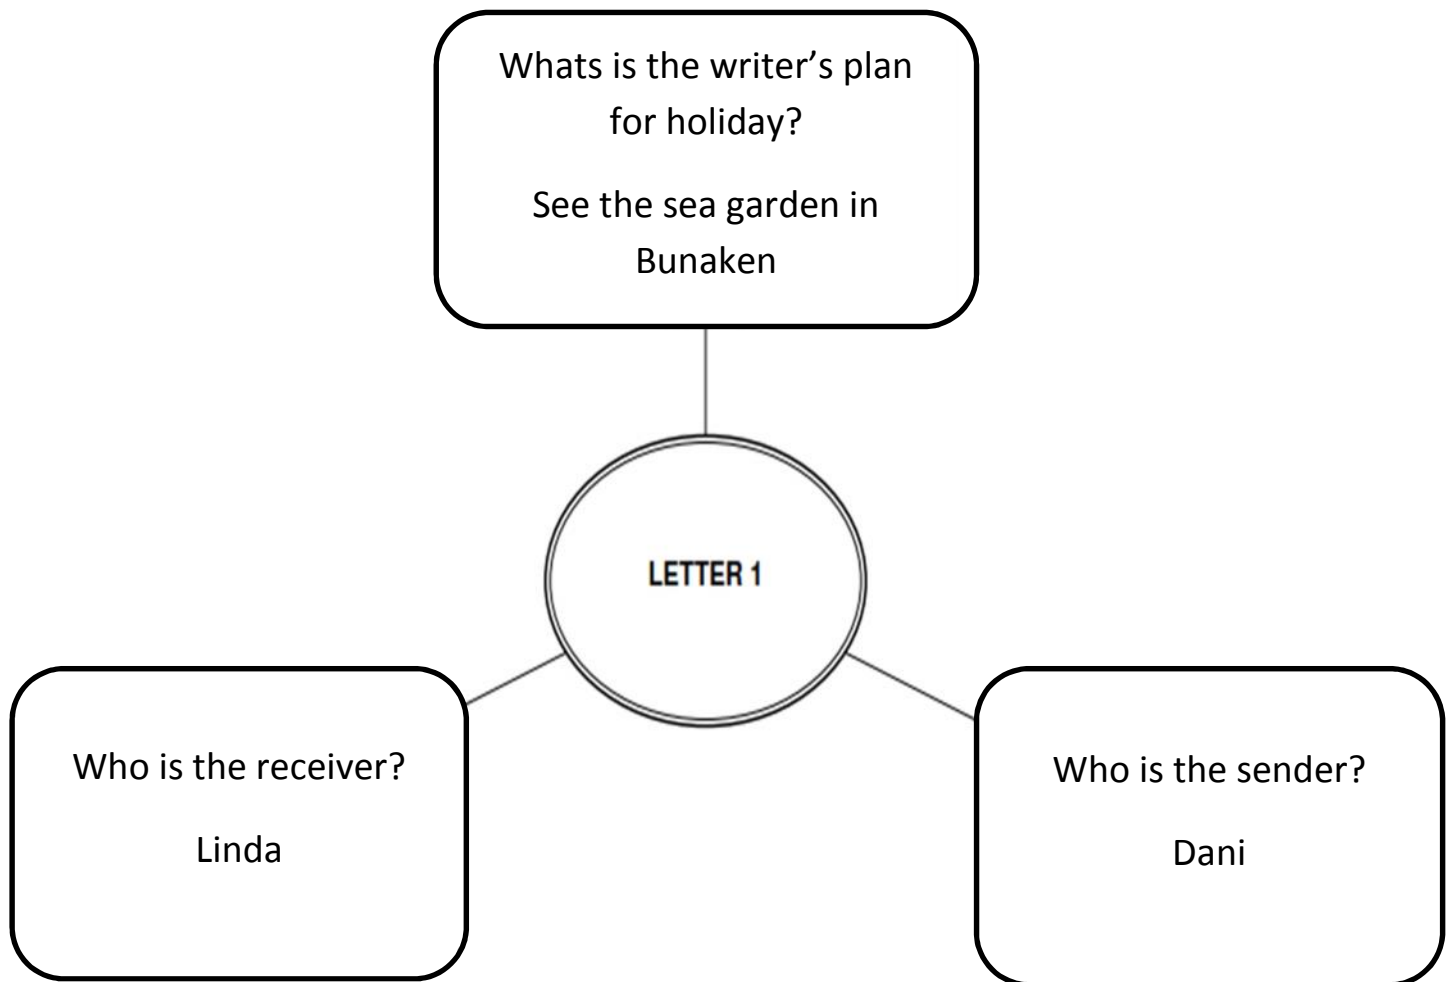 Whats is the writer’s plan
for holiday?
See the sea garden in
Bunaken
LETTER 1
Who is the receiver?
Linda
Who is the sender?
Dani